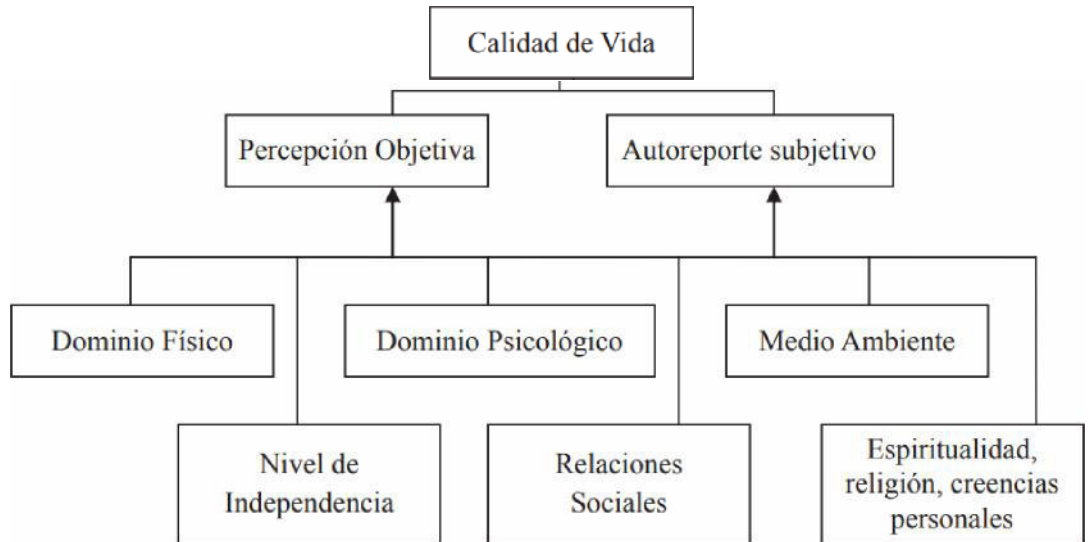 Calidad de Vida
Percepción Objetiva
Autoreporte subjetivo
Dominio Físico
Dominio Psicológico
Medio Ambiente
Nivel de
Independencia
Relaciones
Sociales
Espiritualidad,
religión, creencias
personales